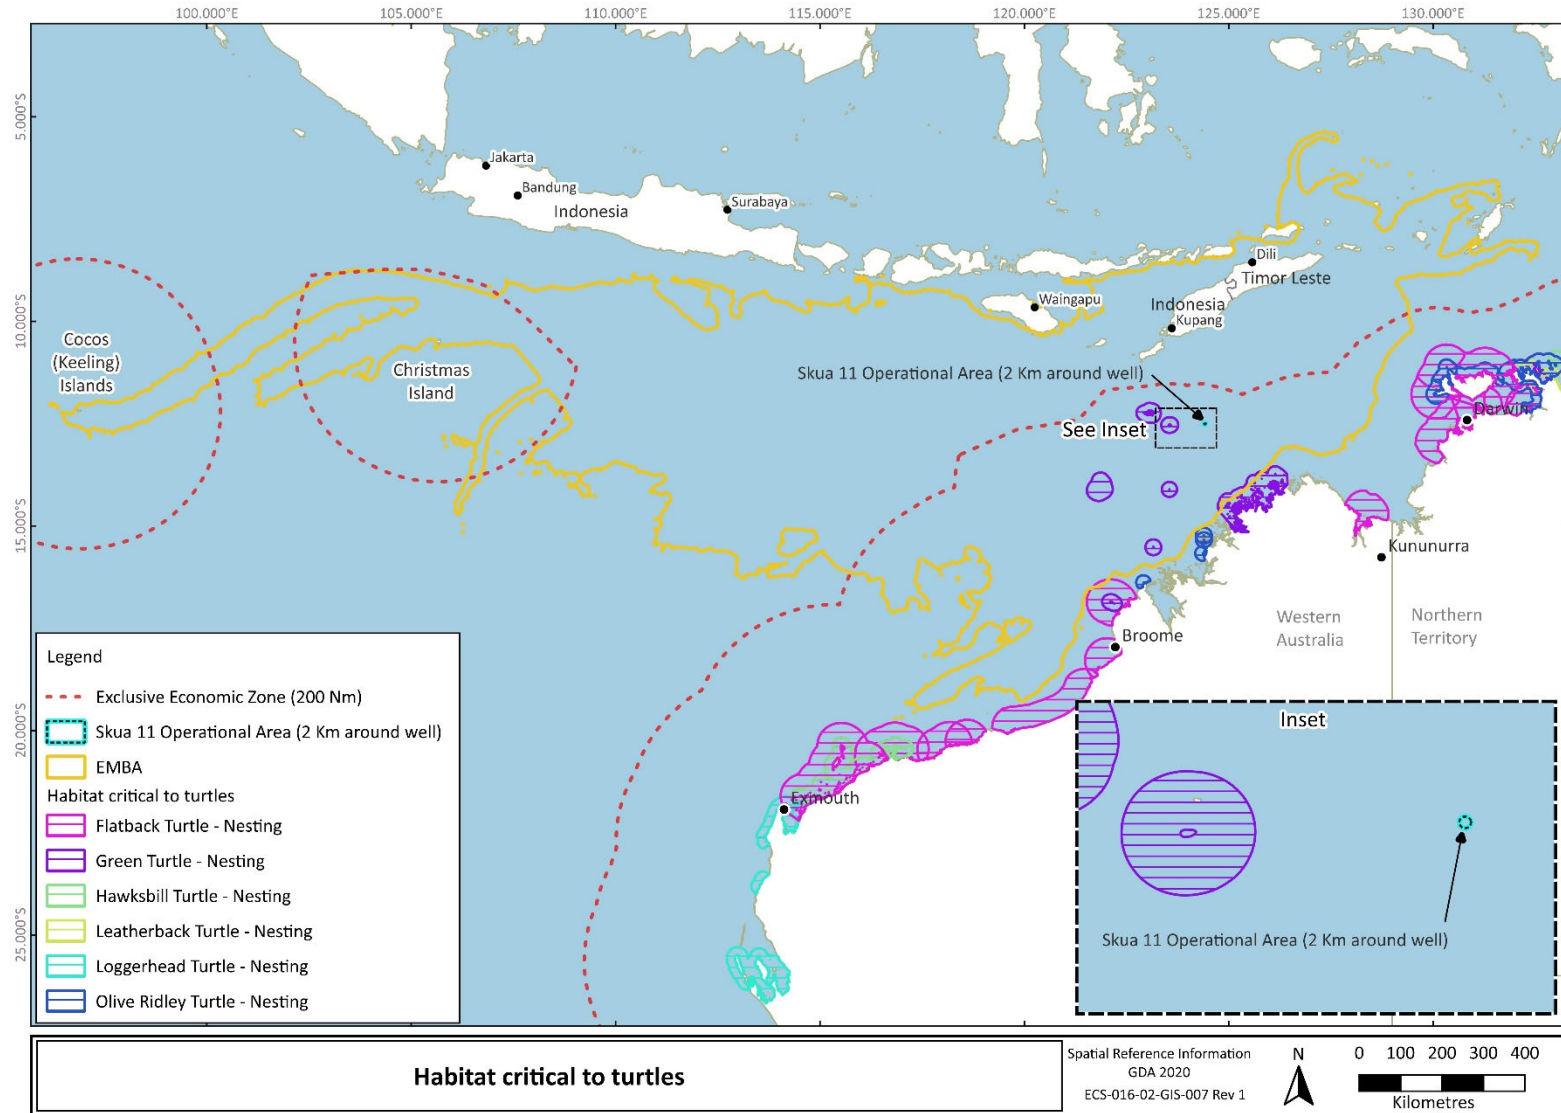 100.000°E
105.000°E
110.000°E
115.000°E
120.000°E
125.000°E
130.000°E
5.000°S
10.000°S
15.000°S
20.000°S
25.000°S
Jakarta
Bandung
Indonesia
Surabaya
Dili
Timor Leste
Waingapu
Indonesia
Kupang
Cocos
(Keeling)
Islands
Christmas
Island
Skua 11 Operational Area (2 Km around well)
See Inset
Darwin
Kununurra
Western
Australia
Northern
Territory
Broome
Exmouth
Legend
Exclusive Economic Zone (200 Nm)
Skua 11 Operational Area (2 Km around well)
EMBA
Habitat critical to turtles
Flatback Turtle - Nesting
Green Turtle - Nesting
Hawksbill Turtle - Nesting
Leatherback Turtle - Nesting
Loggerhead Turtle - Nesting
Olive Ridley Turtle - Nesting
Inset
Skua 11 Operational Area (2 Km around well)
Habitat critical to turtles
Spatial Reference Information
GDA 2020
ECS-016-02-GIS-007 Rev 1
N
0 100 200 300 400
Kilometres